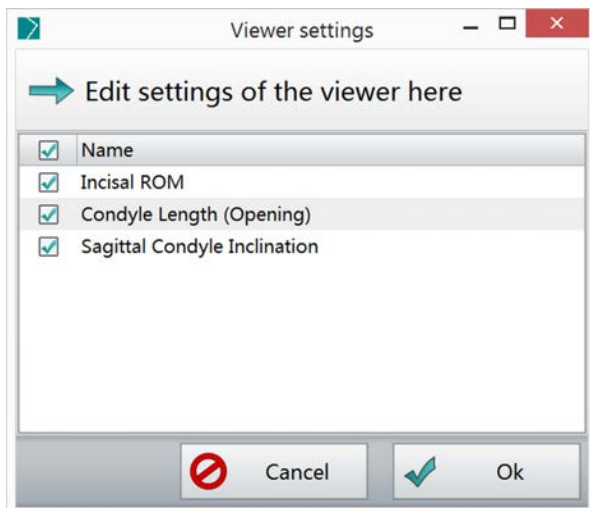 Viewer settings
Edit settings of the viewer here
Name
Incisal ROM
Condyle Length (Opening)
Sagittal Condyle Inclination
Cancel
Ok